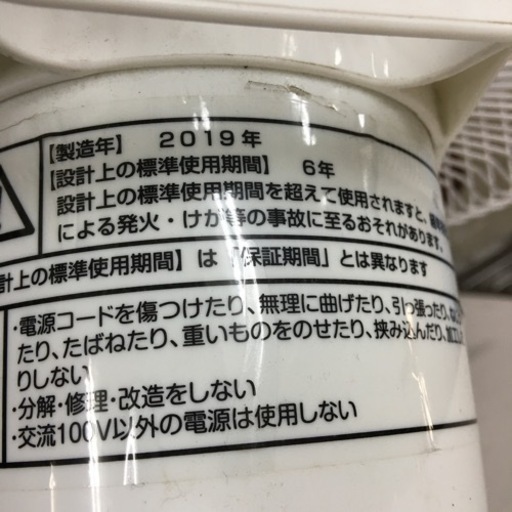 【製造年】 2019年
【設計上の標準使用期間】 6年
設計上の標準使用期間を超えて使用されますと、
による発火・けが等の事故に至るおそれがあります。
計上の標準使用期間】は「保証期間」とは異なります
・電源コードを傷つけたり、無理に曲げたり、引っ張ったり、
たり、たばねたり、重いものをのせたり、挟み込んだり、加工し
りしない
・分解・修理・改造をしない
・交流100V以外の電源は使用しない